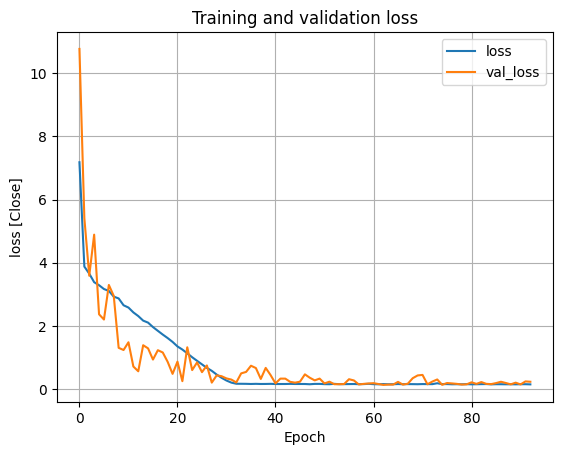 Training and validation loss
loss
val_loss
loss [Close]
10
8
6
4
2
0
0 20 40 60 80
Epoch